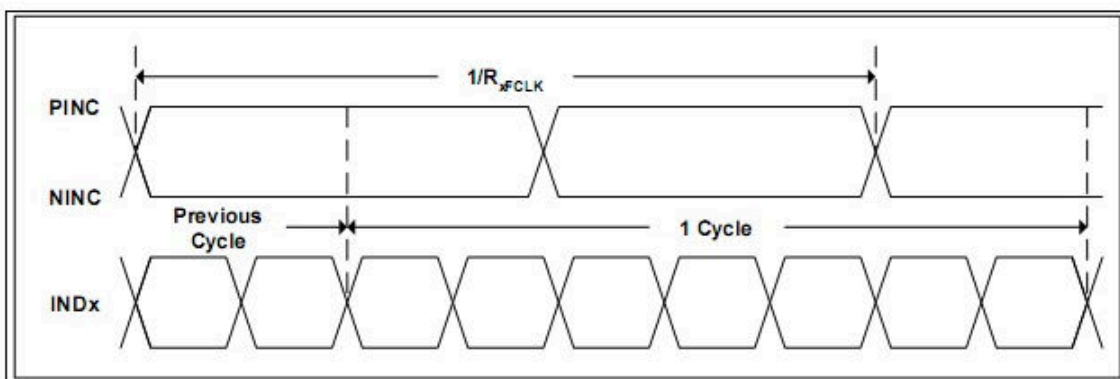 1/RxFCLK
PINC
NINC
Previous
Cycle
1 Cycle
INDx